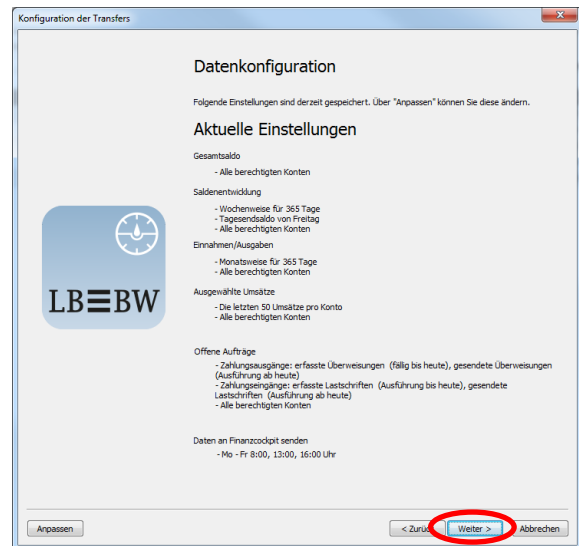 Konfiguration der Transfers
Datenkonfiguration
Folgende Einstellungen sind derzeit gespeichert. Über "Anpassen" können Sie diese ändern.
Aktuelle Einstellungen
Gesamtsaldo
- Alle berechtigten Konten
Saldenentwicklung
- Wochenweise für 365 Tage
- Tagesendsaldo von Freitag
- Alle berechtigten Konten
Einnahmen/Ausgaben
- Monatsweise für 365 Tage
- Alle berechtigten Konten
Ausgewählte Umsätze
- Die letzten 50 Umsätze pro Konto
- Alle berechtigten Konten
Offene Aufträge
- Zahlungsausgänge: erfasste Überweisungen (fällig bis heute), gesendete Überweisungen
(Ausführung ab heute)
- Zahlungseingänge: erfasste Lastschriften (Ausführung bis heute), gesendete
Lastschriften (Ausführung ab heute)
- Alle berechtigten Konten
Daten an Finanzcockpit senden
- Mo - Fr 8:00, 13:00, 16:00 Uhr
LB≡BW
Anpassen
< Zurück
Weiter >
Abbrechen